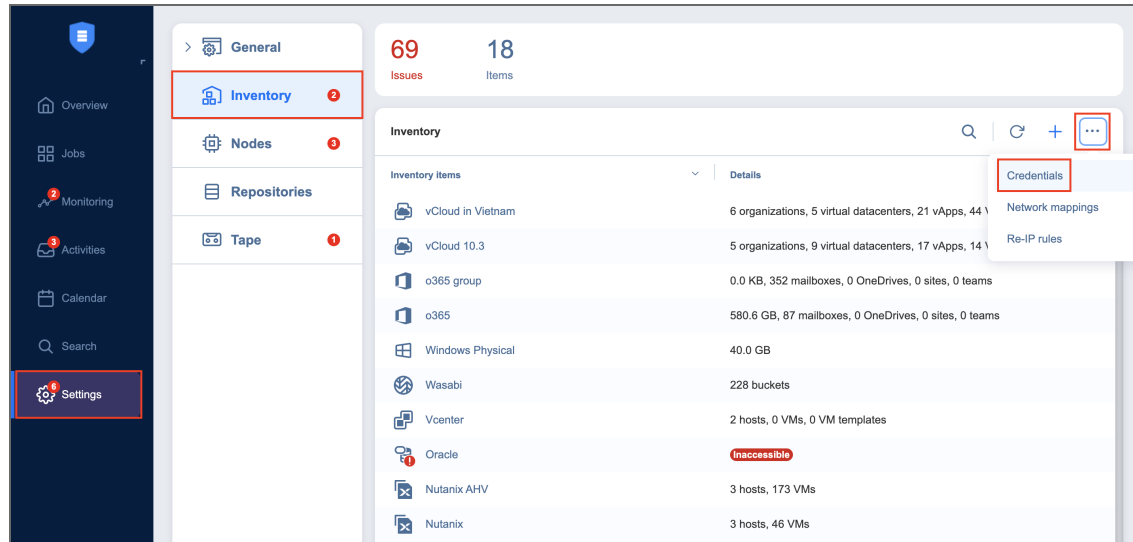 Overview
Jobs
2
Monitoring
3
Activities
Calendar
Search
6
Settings
General
Inventory 2
Nodes 3
Repositories
Tape 1
69 18
Issues Items
Inventory
Credentials
Network mappings
Re-IP rules
Inventory items Details
vCloud in Vietnam 6 organizations, 5 virtual datacenters, 21 vApps, 44
vCloud 10.3 5 organizations, 9 virtual datacenters, 17 vApps, 14
o365 group 0.0 KB, 352 mailboxes, 0 OneDrives, 0 sites, 0 teams
o365 580.6 GB, 87 mailboxes, 0 OneDrives, 0 sites, 0 teams
Windows Physical 40.0 GB
Wasabi 228 buckets
Vcenter 2 hosts, 0 VMs, 0 VM templates
Oracle Inaccessible
Nutanix AHV 3 hosts, 173 VMs
Nutanix 3 hosts, 46 VMs